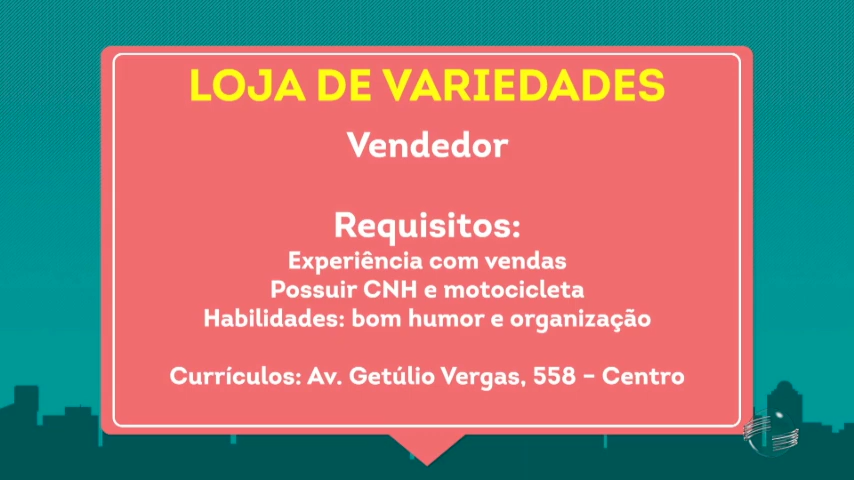 LOJA DE VARIEDADES
Vendedor
Requisitos:
Experiência com vendas
Possuir CNH e motocicleta
Habilidades: bom humor e organização
Currículos: Av. Getúlio Vergas, 558 - Centro